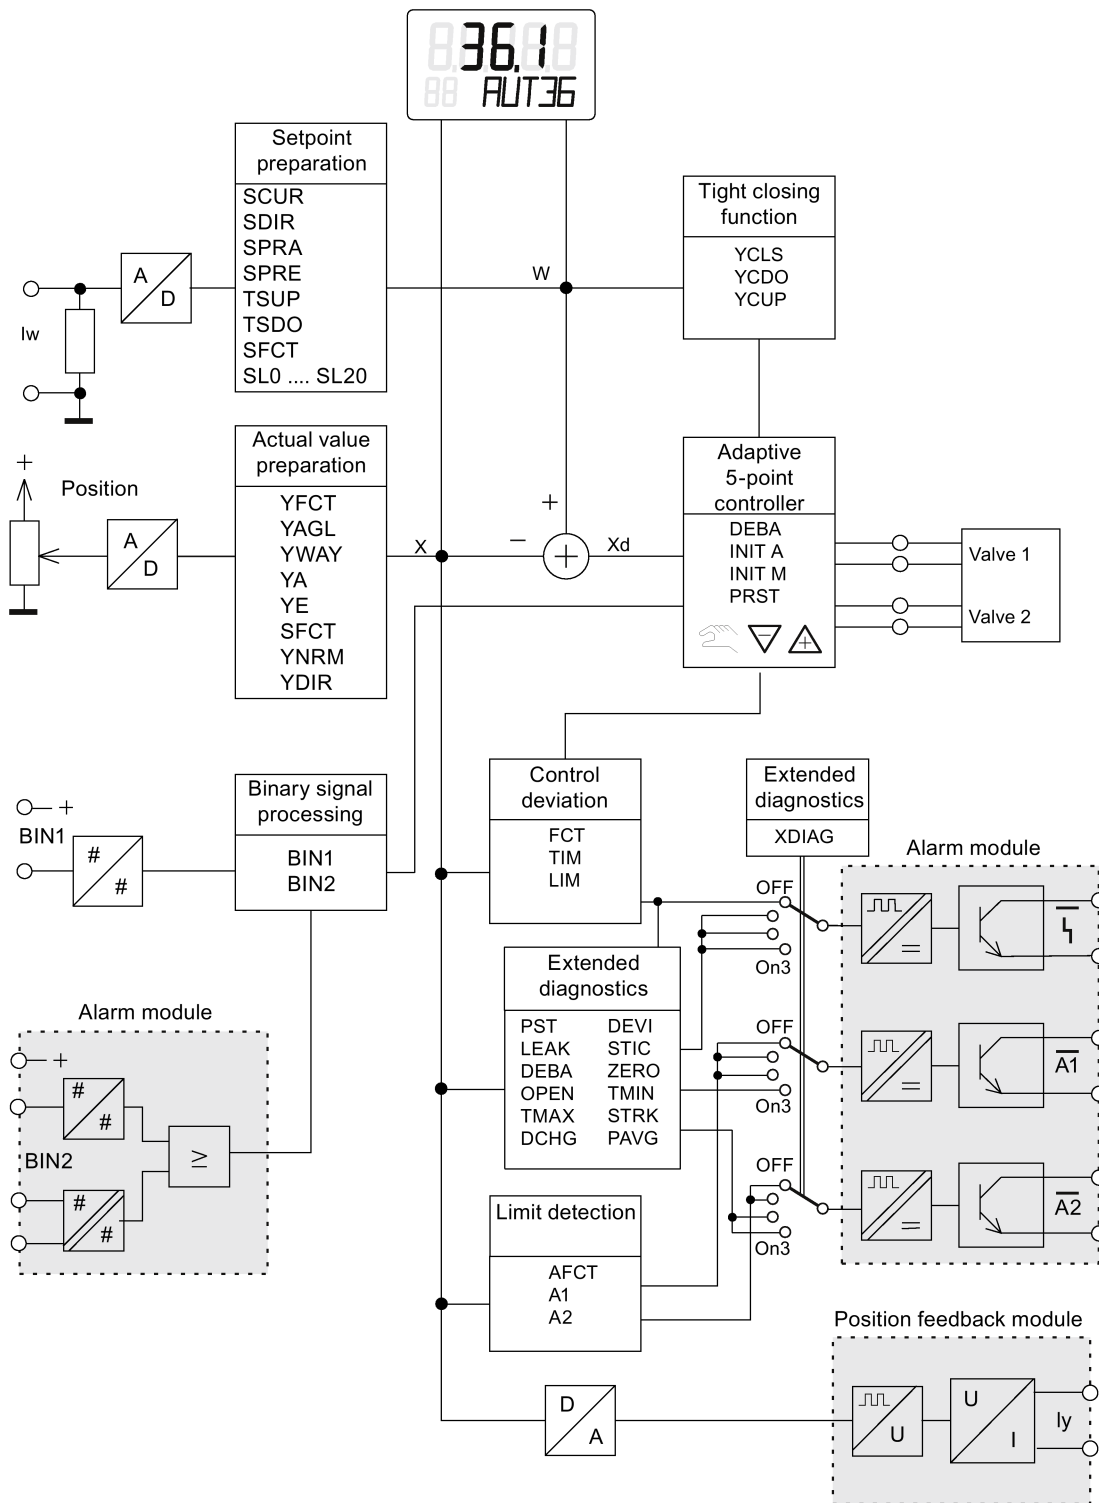 36.1
AUT36
Setpoint
preparation
SCUR
SDIR
SPRA
SPRE
TSUP
TSDO
SFCT
SL0 .... SL20
A
D
Iw
W
Tight closing
function
YCLS
YCDO
YCUP
Actual value
preparation
YFCT
YAGL
YWAY
YA
YE
SFCT
YNRM
YDIR
+
Position
A
D
X
−
+
+
Xd
Adaptive
5-point
controller
DEBA
INIT A
INIT M
PRST
−
+
Valve 1
Valve 2
Binary signal
processing
BIN1
BIN2
+
BIN1
#
#
Control
deviation
FCT
TIM
LIM
Extended
diagnostics
XDIAG
Alarm module
OFF
On3
=
Extended
diagnostics
PST DEVI
LEAK STIC
DEBA ZERO
OPEN TMIN
TMAX STRK
DCHG PAVG
OFF
On3
=
A1
OFF
On3
=
A2
Alarm module
+
#
#
BIN2
≥
#
#
Limit detection
AFCT
A1
A2
Position feedback module
D
A
U
U
I
Iy